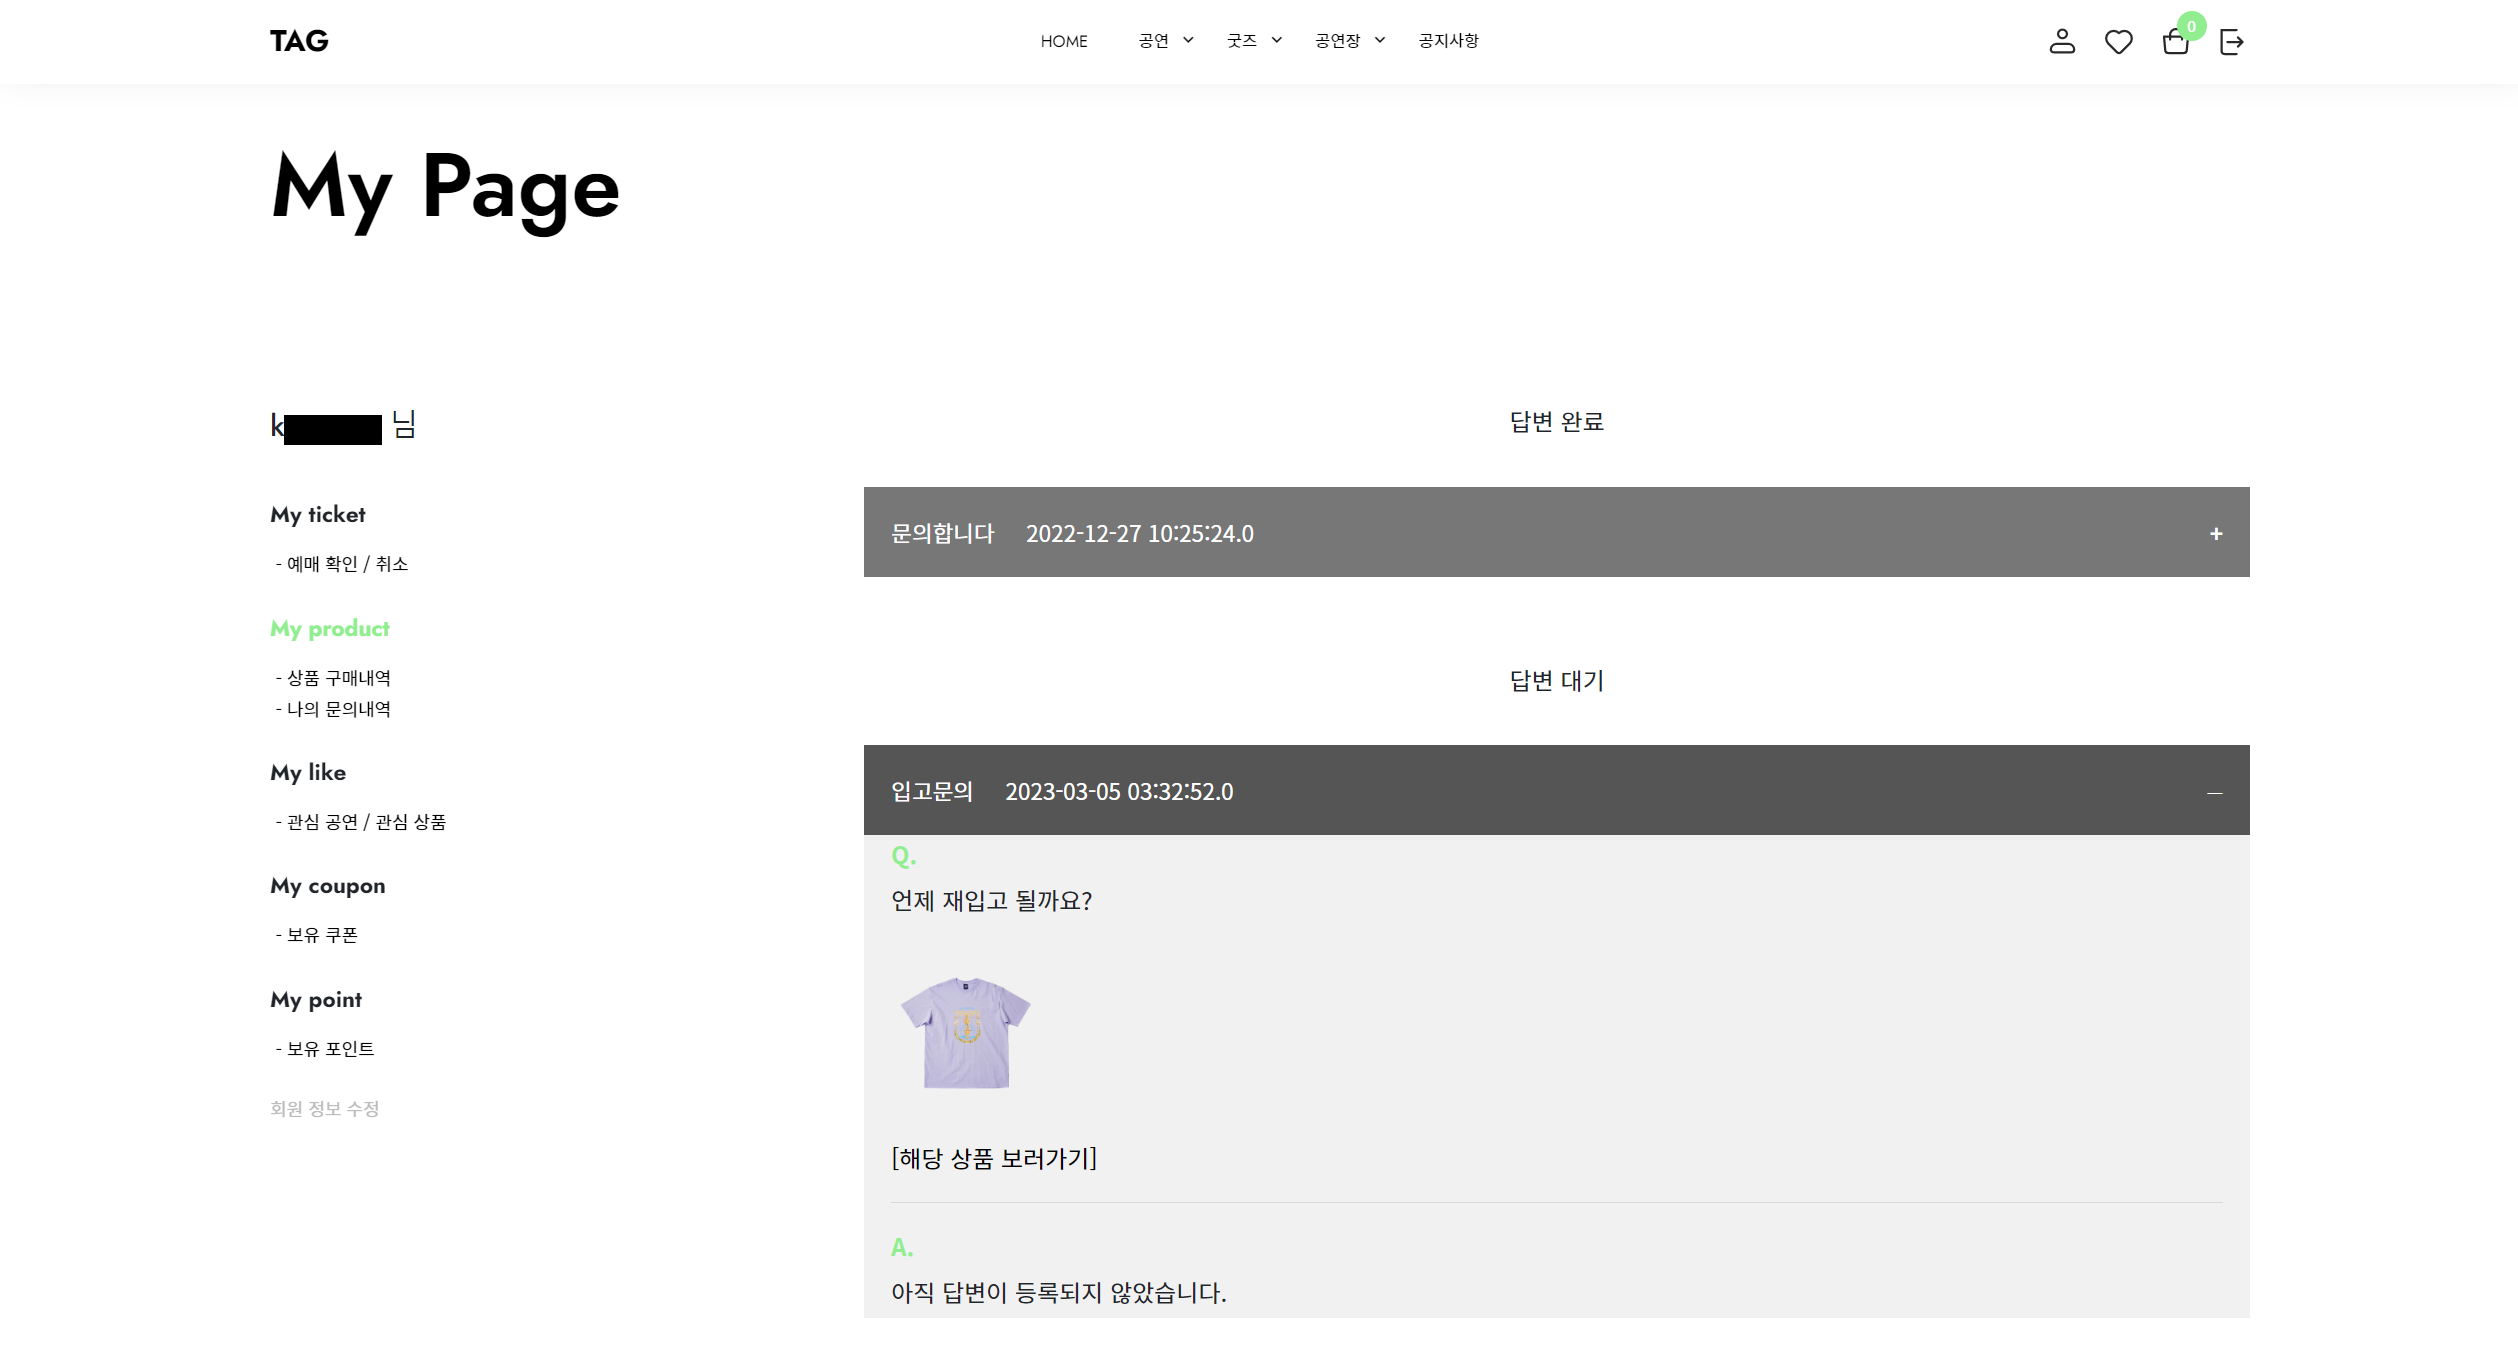 TAG
HOME
공연
굿즈
공연장
공지사항
0
My Page
k 님
My ticket
- 예매 확인 / 취소
My product
- 상품 구매내역
- 나의 문의내역
My like
- 관심 공연 / 관심 상품
My coupon
- 보유 쿠폰
My point
- 보유 포인트
회원 정보 수정
답변 완료
문의합니다 2022-12-27 10:25:24.0 +
답변 대기
입고문의 2023-03-05 03:32:52.0 —
Q.
언제 재입고 될까요?
[해당 상품 보러가기]
A.
아직 답변이 등록되지 않았습니다.